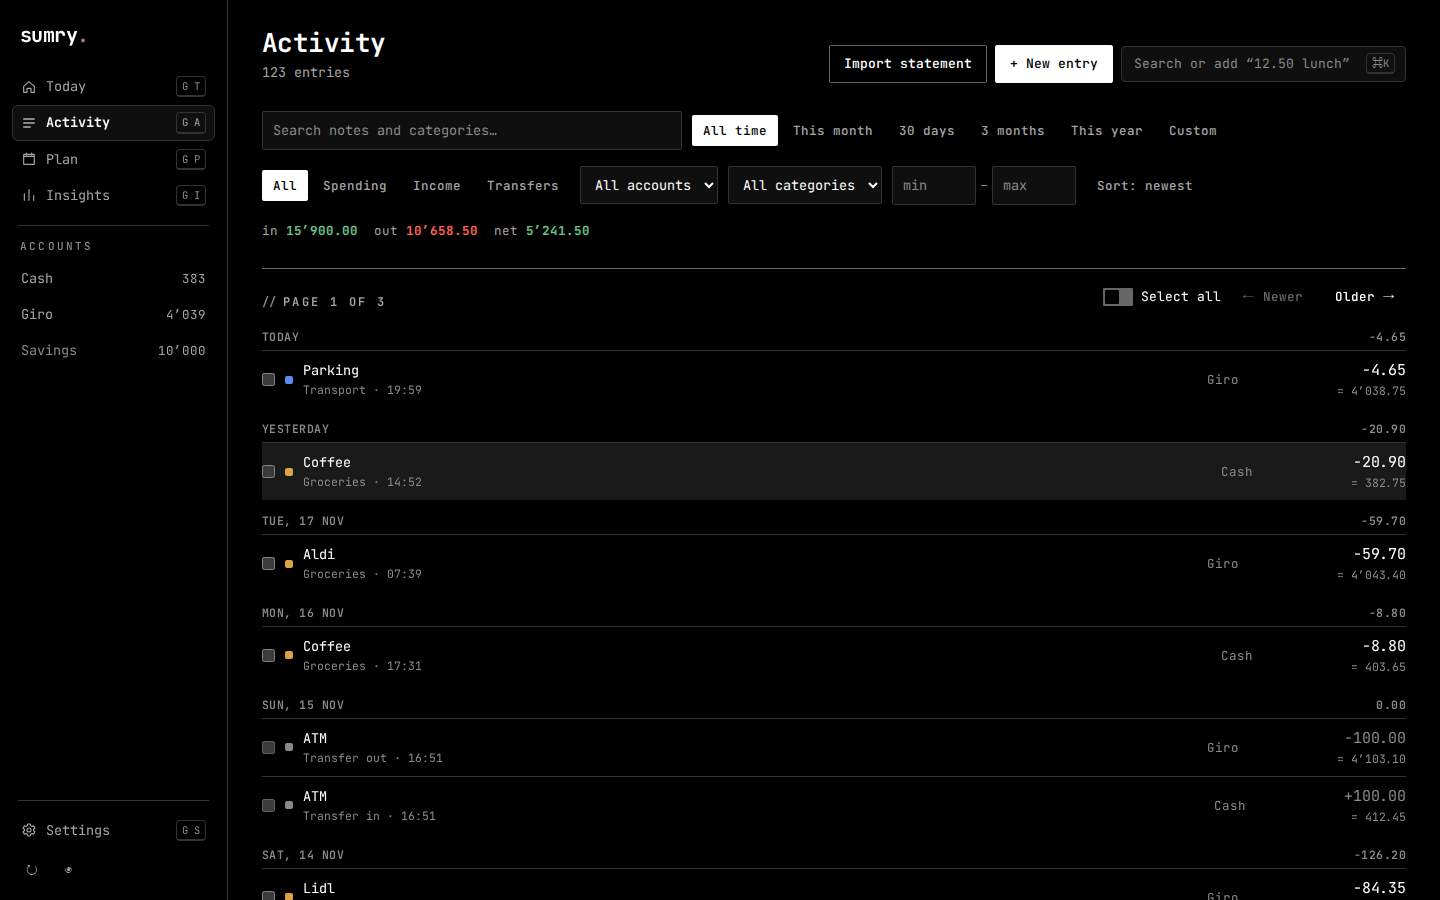 sumry.
Today G T
Activity G A
Plan G P
Insights G I
ACCOUNTS
Cash 383
Giro 4’039
Savings 10’000
Settings G S
Activity
123 entries
Import statement
+ New entry
Search or add “12.50 lunch” ⌘K
Search notes and categories…
All time This month 30 days 3 months This year Custom
All Spending Income Transfers All accounts All categories min – max Sort: newest
in 15’900.00 out 10’658.50 net 5’241.50
// PAGE 1 OF 3
Select all ← Newer Older →
TODAY -4.65
Parking Giro -4.65
Transport · 19:59 = 4’038.75
YESTERDAY -20.90
Coffee Cash -20.90
Groceries · 14:52 = 382.75
TUE, 17 NOV -59.70
Aldi Giro -59.70
Groceries · 07:39 = 4’043.40
MON, 16 NOV -8.80
Coffee Cash -8.80
Groceries · 17:31 = 403.65
SUN, 15 NOV 0.00
ATM Giro -100.00
Transfer out · 16:51 = 4’103.10
ATM Cash +100.00
Transfer in · 16:51 = 412.45
SAT, 14 NOV -126.20
Lidl Giro -84.35